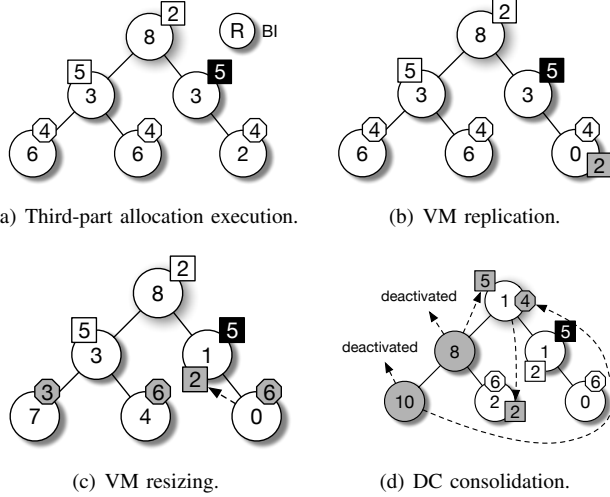 2
8
R BI
5 5
3 3
4 4 4
6 6 2
a) Third-part allocation execution.
2
8
5 5
3 3
4 4 4
6 6 0
2
(b) VM replication.
2
8
5 5
3 1
2
3 6 6
7 4 0
(c) VM resizing.
5
1 4
deactivated
5
8 1
deactivated
2
6 6
10 2 0
2
(d) DC consolidation.